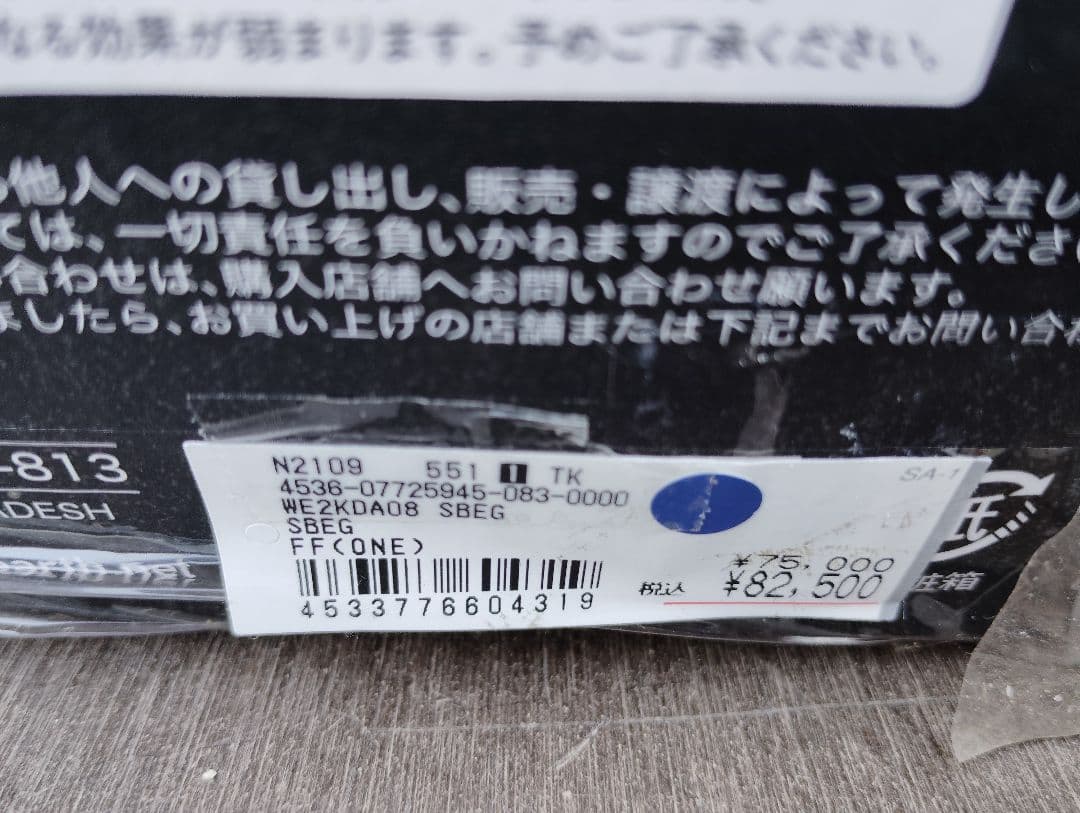 なる効果が弱まります。予めご了承ください。
他人への貸し出し、販売・譲渡によって発生し
ては、一切責任を負いかねますのでご了承くださ
合わせは、購入店舗へお問い合わせ願います。
ましたら、お買い上げの店舗または下記までお問い合わ
-813
ADESH
N2109 551 1 TK
SA-1
4536-07725945-083-0000
WE2KDA08 SBEG
SBEG
FF(ONE)
¥75,000
税込 ¥82,500
4533776604319